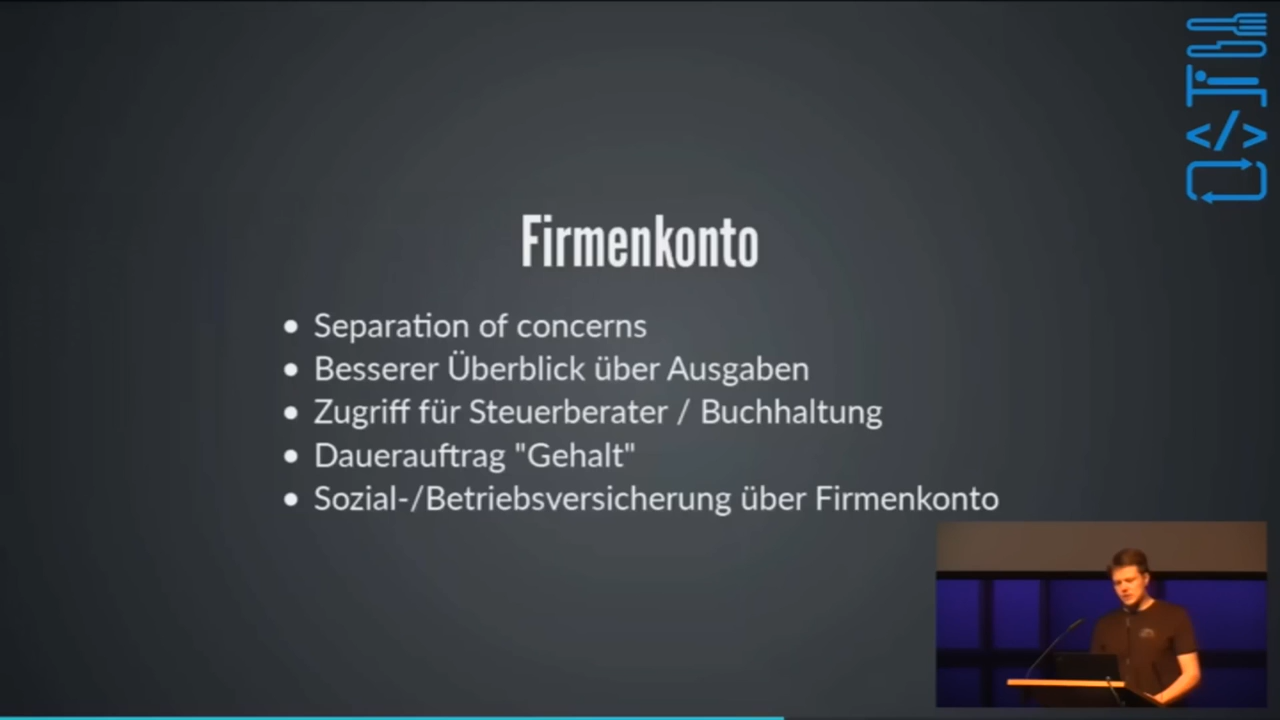 Firmenkonto
Separation of concerns
Besserer Überblick über Ausgaben
Zugriff für Steuerberater / Buchhaltung
Dauerauftrag "Gehalt"
Sozial-/Betriebsversicherung über Firmenkonto